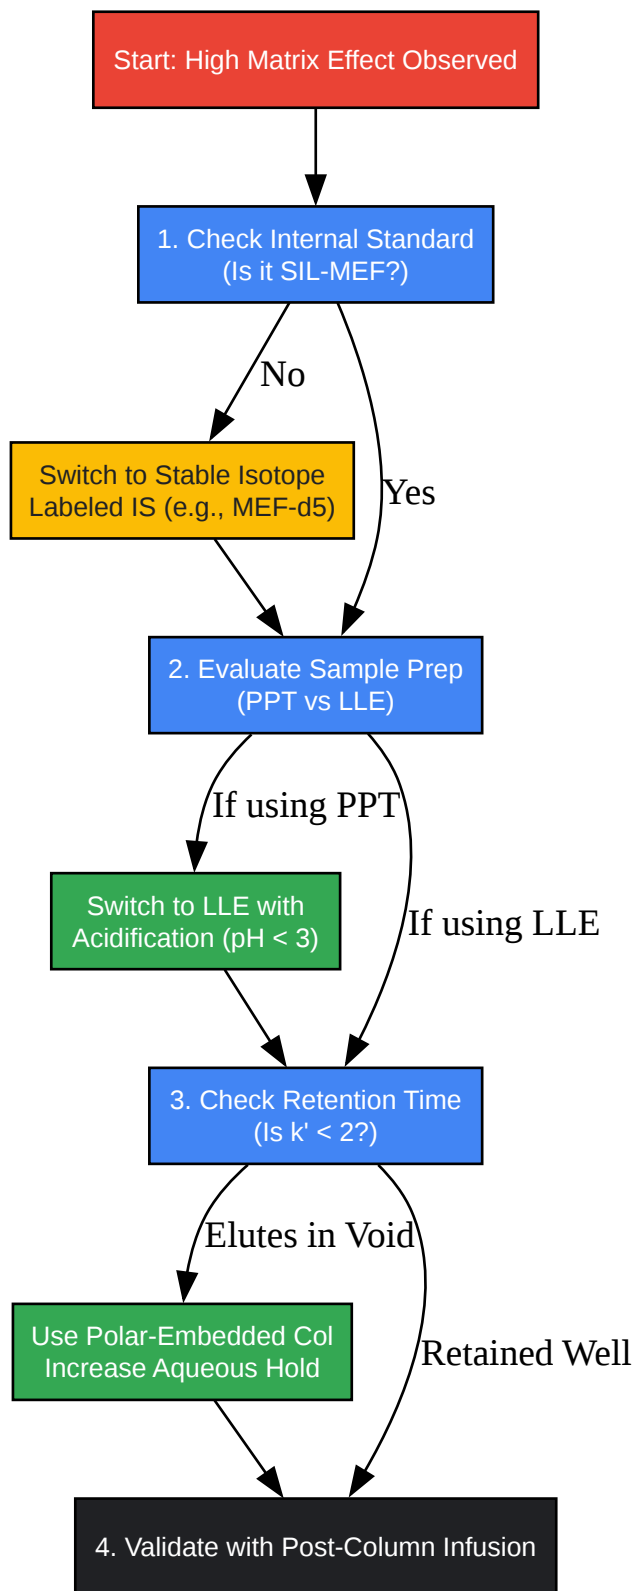 Start: High Matrix Effect Observed
1. Check Internal Standard
(Is it SIL-MEF?)
No
Switch to Stable Isotope
Labeled IS (e.g., MEF-d5)
Yes
2. Evaluate Sample Prep
(PPT vs LLE)
If using PPT
Switch to LLE with
Acidification (pH < 3)
If using LLE
3. Check Retention Time
(Is k' < 2?)
Elutes in Void
Use Polar-Embedded Col
Increase Aqueous Hold
Retained Well
4. Validate with Post-Column Infusion